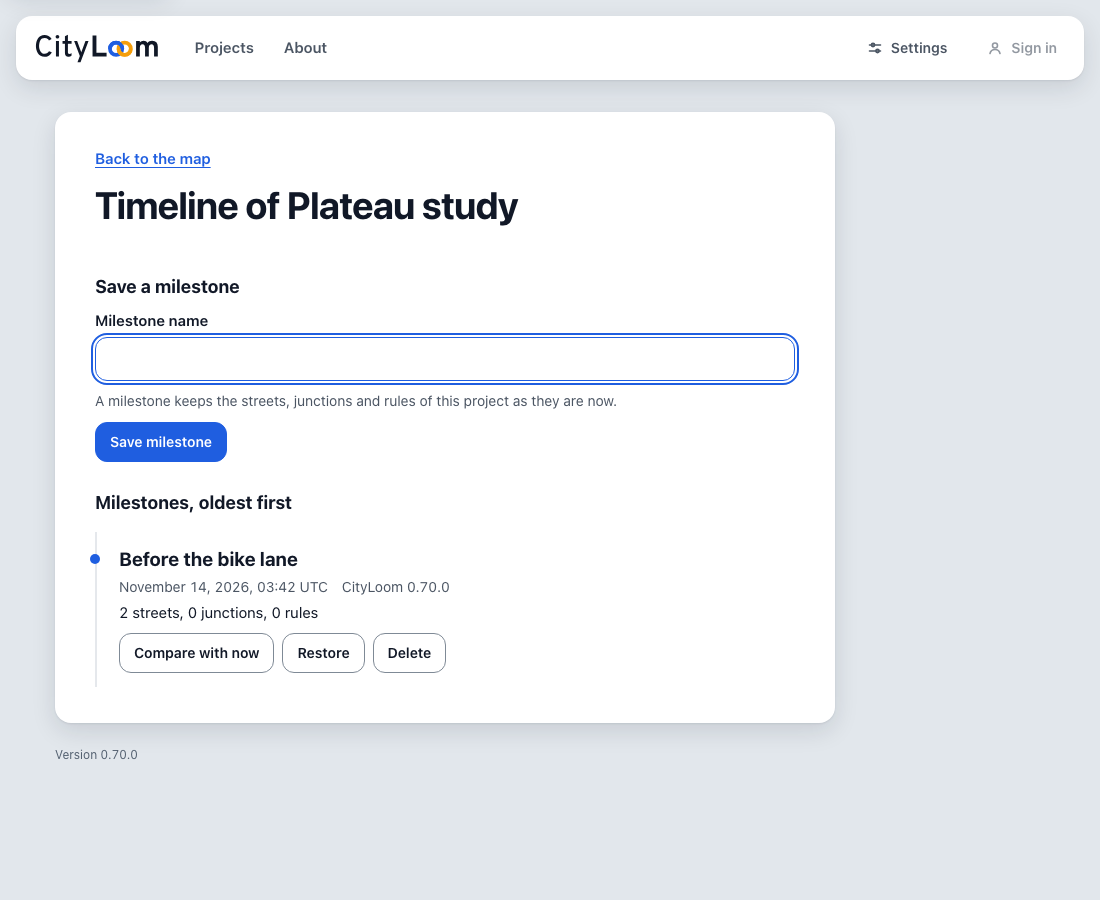 CityLoom
Projects
About
Settings
Sign in
Back to the map
Timeline of Plateau study
Save a milestone
Milestone name
A milestone keeps the streets, junctions and rules of this project as they are now.
Save milestone
Milestones, oldest first
Before the bike lane
November 14, 2026, 03:42 UTC CityLoom 0.70.0
2 streets, 0 junctions, 0 rules
Compare with now
Restore
Delete
Version 0.70.0